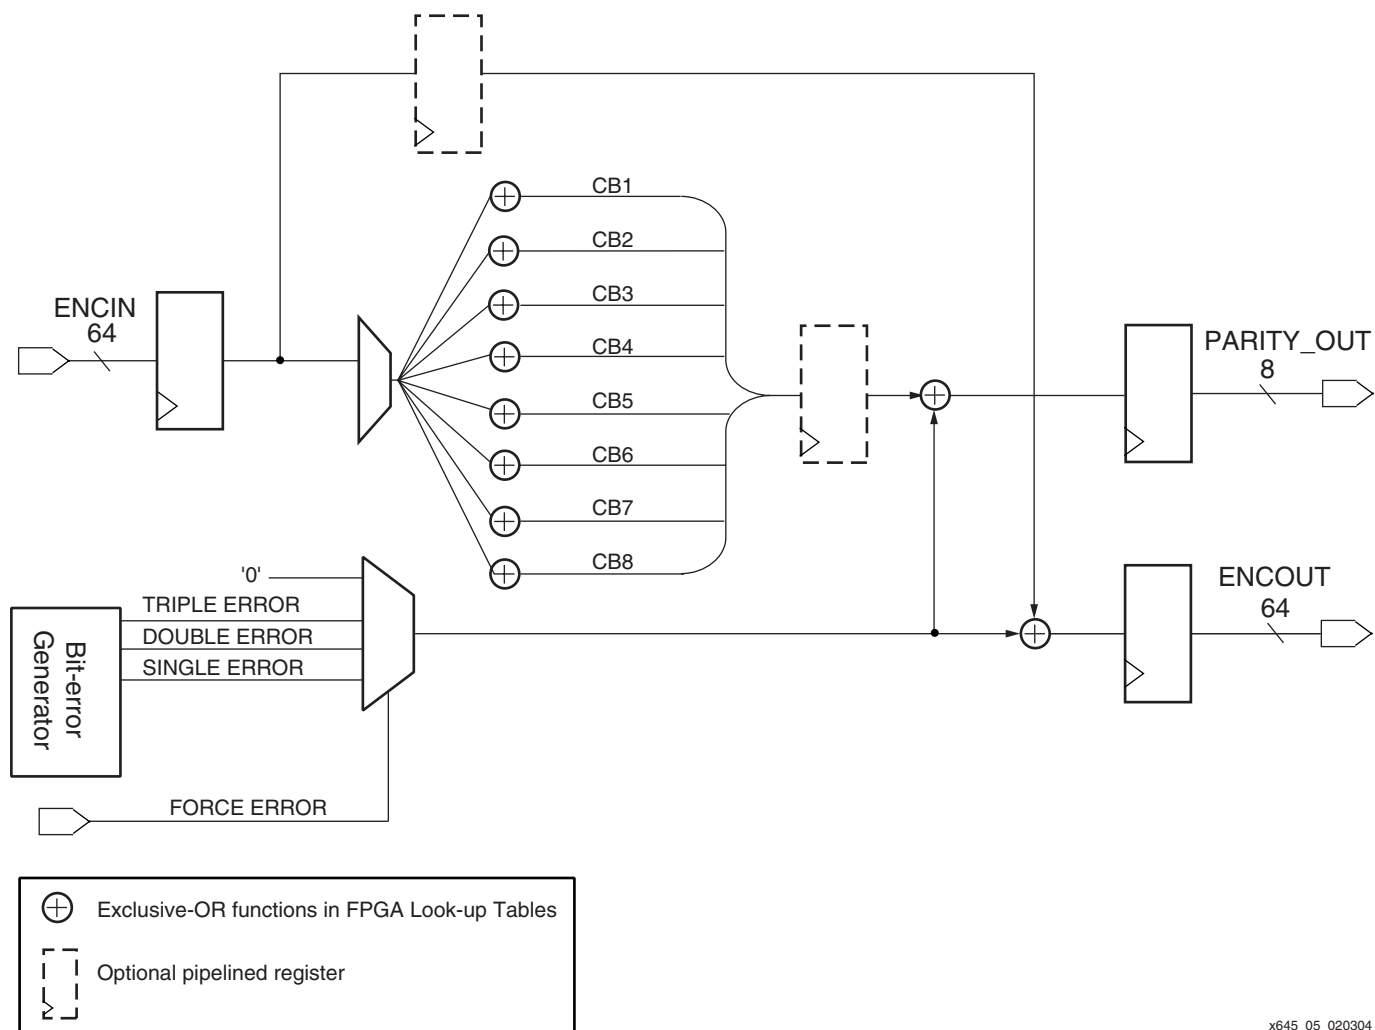 CB1
CB2
CB3
CB4
CB5
CB6
CB7
CB8
ENCIN
64
PARITY_OUT
8
'0'
TRIPLE ERROR
DOUBLE ERROR
SINGLE ERROR
Bit-error
Generator
FORCE ERROR
ENCOUT
64
Exclusive-OR functions in FPGA Look-up Tables
Optional pipelined register
x645_05_020304